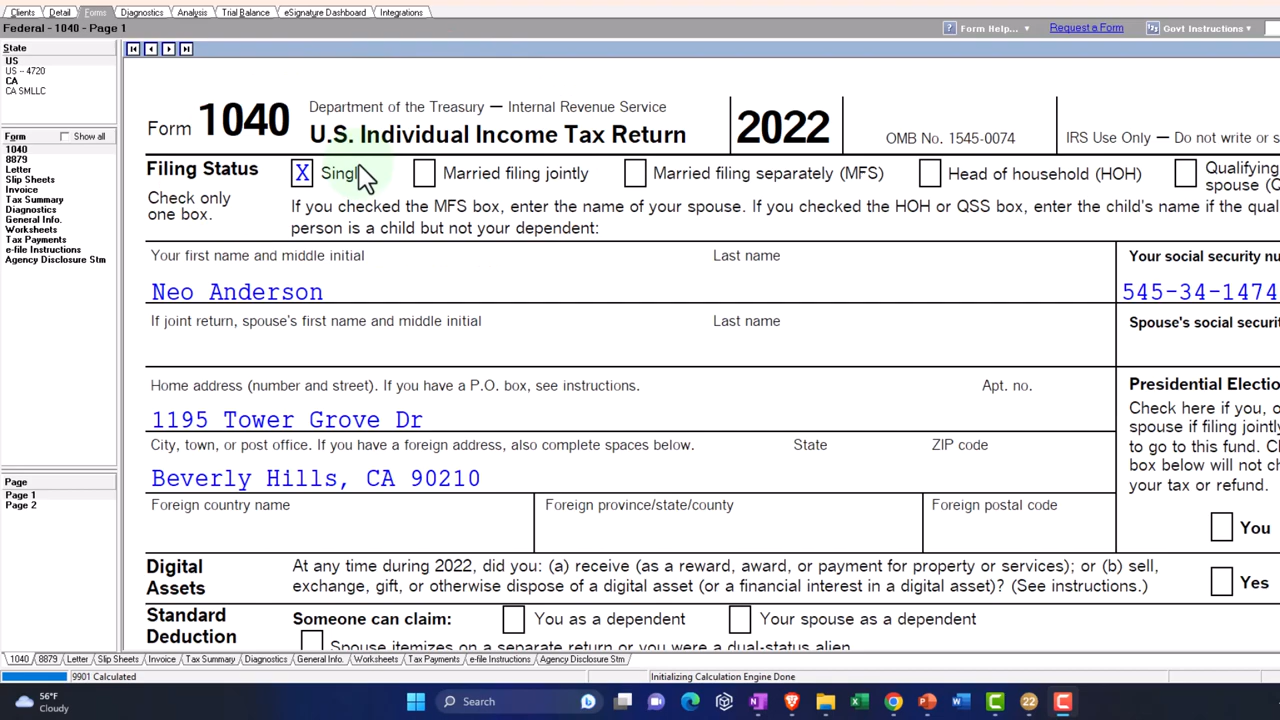 Clients Detail Forms Diagnostics Analysis Trial Balance eSignature Dashboard Integrations
Federal - 1040 - Page 1
Form Help...
Request a Form
Govt Instructions
State
US
US -- 4720
CA
CA SMLLC
Form Show all
1040
8879
Letter
Slip Sheets
Invoice
Tax Summary
Diagnostics
General Info.
Worksheets
Tax Payments
e-file Instructions
Agency Disclosure Stm
Page
Page 1
Page 2
Form 1040
Department of the Treasury — Internal Revenue Service
U.S. Individual Income Tax Return
2022
OMB No. 1545-0074
IRS Use Only — Do not write or s
Filing Status
Check only
one box.
X Singl
Married filing jointly
Married filing separately (MFS)
Head of household (HOH)
Qualifying
spouse (Q
If you checked the MFS box, enter the name of your spouse. If you checked the HOH or QSS box, enter the child's name if the qual
person is a child but not your dependent:
Your first name and middle initial
Last name
Your social security nu
Neo Anderson
545-34-1474
If joint return, spouse's first name and middle initial
Last name
Spouse's social securi
Home address (number and street). If you have a P.O. box, see instructions.
Apt. no.
1195 Tower Grove Dr
City, town, or post office. If you have a foreign address, also complete spaces below.
State
ZIP code
Beverly Hills, CA 90210
Foreign country name
Foreign province/state/county
Foreign postal code
Presidential Electio
Check here if you, o
spouse if filing jointly
to go to this fund. C
box below will not c
your tax or refund.
You
Digital
Assets
At any time during 2022, did you: (a) receive (as a reward, award, or payment for property or services); or (b) sell,
exchange, gift, or otherwise dispose of a digital asset (or a financial interest in a digital asset)? (See instructions.)
Yes
Standard
Deduction
Someone can claim:
You as a dependent
Your spouse as a dependent
Spouse itemizes on a separate return or you were a dual-status alien
1040 8879 Letter Slip Sheets Invoice Tax Summary Diagnostics General Info. Worksheets Tax Payments e-file Instructions Agency Disclosure Stm
9901 Calculated
Initializing Calculation Engine Done
56°F
Cloudy
Search
22